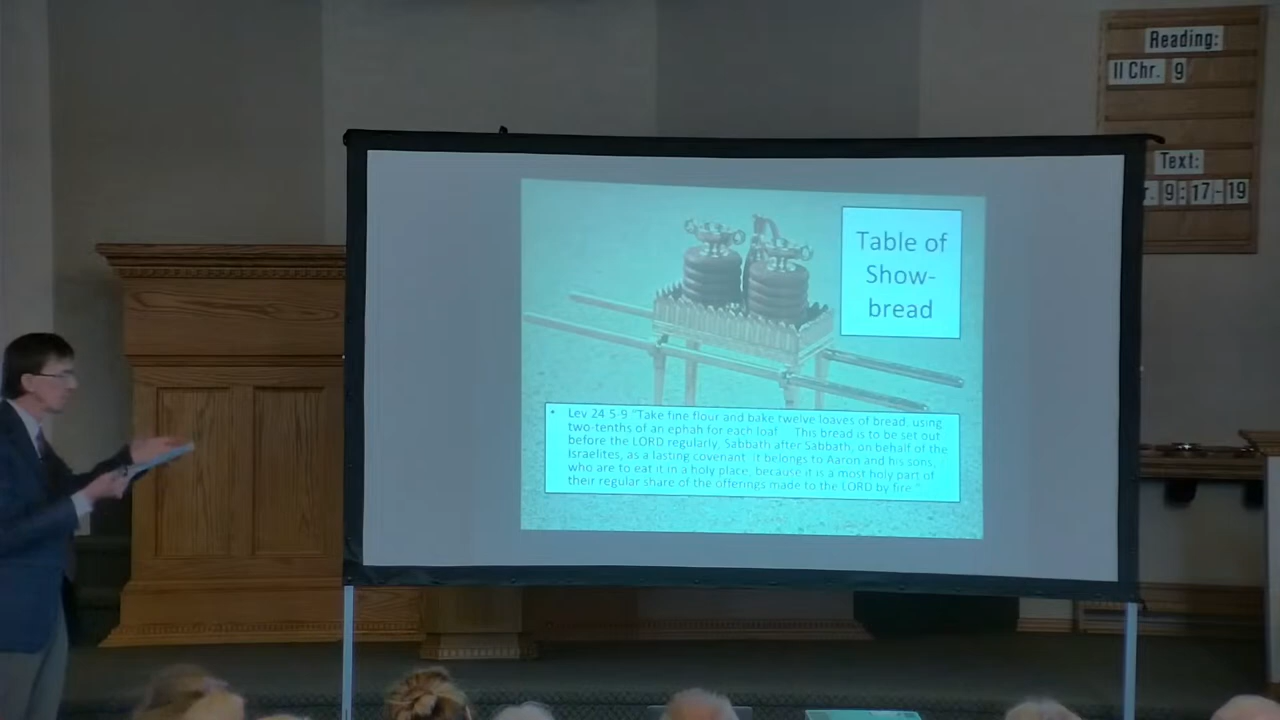 Reading:
II Chr. 9
Text:
r. 9:17-19
Table of
Show-
bread
• Lev 24 5-9 "Take fine flour and bake twelve loaves of bread, using
two-tenths of an ephah for each loaf This bread is to be set out
before the LORD regularly, Sabbath after Sabbath, on behalf of the
Israelites, as a lasting covenant it belongs to Aaron and his sons,
who are to eat it in a holy place, because it is a most holy part of
their regular share of the offerings made to the LORD by fire"